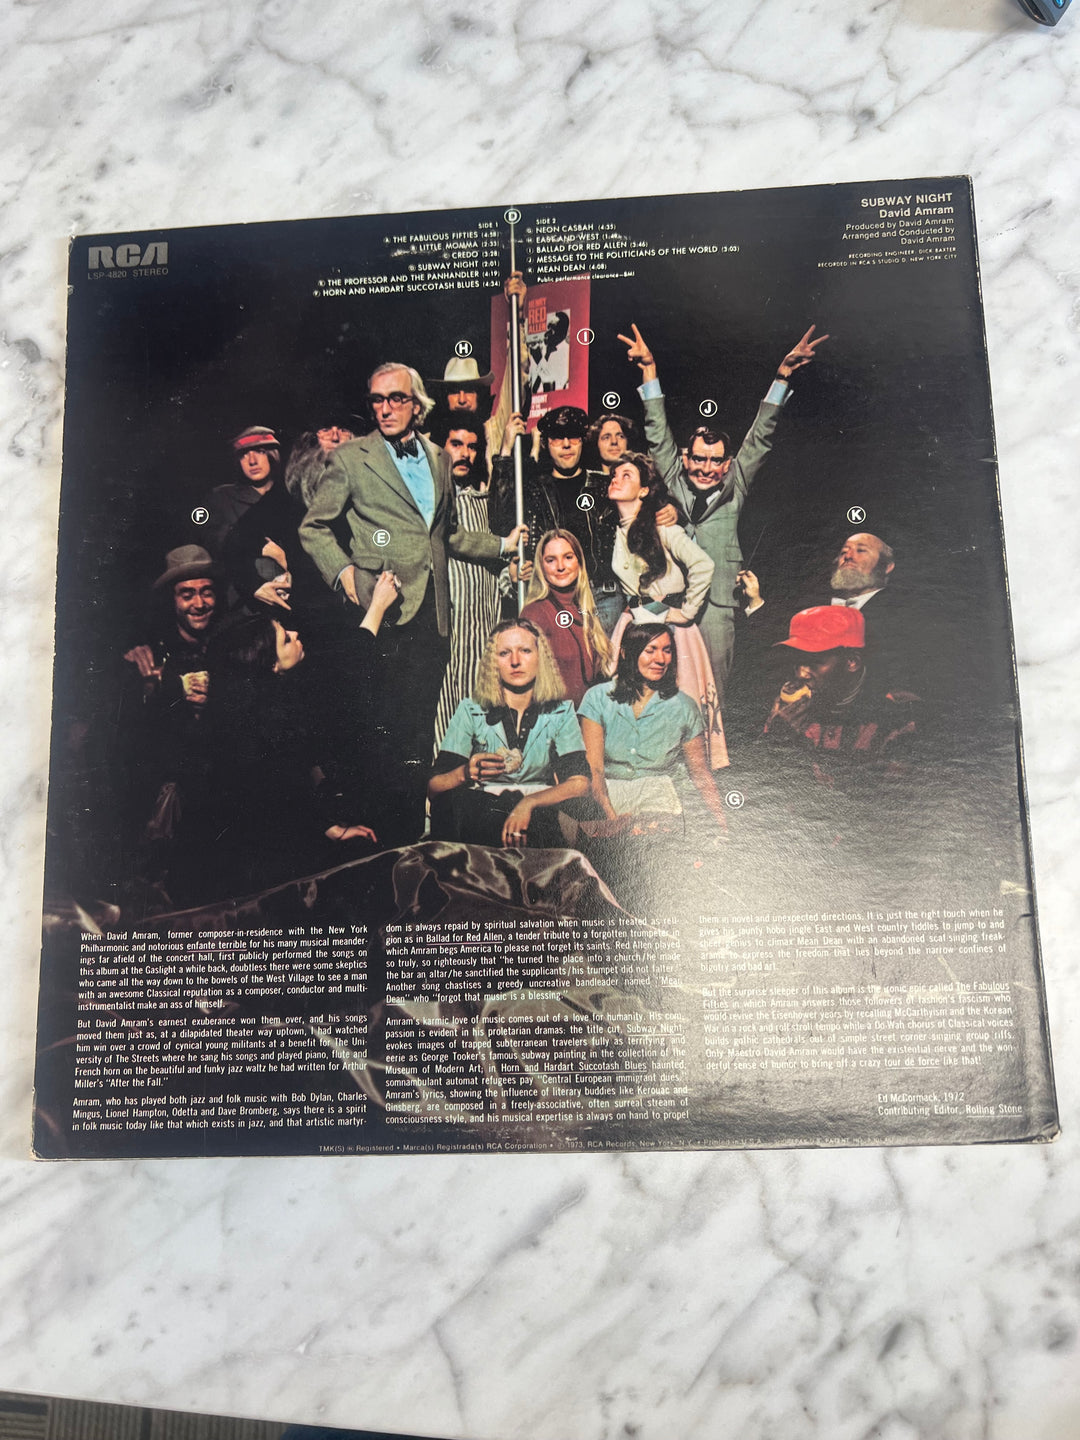 RCA
LSP-4820 STEREO
SIDE 1
Ⓐ THE FABULOUS FIFTIES (4:58)
Ⓑ LITTLE MOMMA (2:35)
Ⓒ CREDO (3:28)
Ⓓ SUBWAY NIGHT (2:01)
Ⓔ THE PROFESSOR AND THE PANHANDLER (4:19)
Ⓕ HORN AND HARDART SUCCOTASH BLUES (4:34)
Ⓓ
SIDE 2
Ⓖ NEON CASBAH (4:35)
Ⓗ EAST AND WEST
Ⓘ BALLAD FOR RED ALLEN (3:46)
Ⓙ MESSAGE TO THE POLITICIANS OF THE WORLD (3:03)
Ⓚ MEAN DEAN (4:08)
Public performance clearance—BMI
SUBWAY NIGHT
David Amram
Produced by David Amram
Arranged and Conducted by
David Amram
RECORDING ENGINEER: DICK BAXTER
RECORDED IN RCA'S STUDIO D, NEW YORK CITY
HENRY
RED
ALLEN
Ⓘ
Ⓗ
Ⓒ
Ⓙ
Ⓐ
Ⓕ
Ⓚ
Ⓔ
Ⓑ
Ⓖ
When David Amram, former composer-in-residence with the New York
Philharmonic and notorious enfante terrible for his many musical meander-
ings far afield of the concert hall, first publicly performed the songs on
this album at the Gaslight a while back, doubtless there were some skeptics
who came all the way down to the bowels of the West Village to see a man
with an awesome Classical reputation as a composer, conductor and multi-
instrumentalist make an ass of himself.
But David Amram's earnest exuberance won them over, and his songs
moved them just as, at a dilapidated theater way uptown, I had watched
him win over a crowd of cynical young militants at a benefit for The Uni-
versity of The Streets where he sang his songs and played piano, flute and
French horn on the beautiful and funky jazz waltz he had written for Arthur
Miller's "After the Fall."
Amram, who has played both jazz and folk music with Bob Dylan, Charles
Mingus, Lionel Hampton, Odetta and Dave Bromberg, says there is a spirit
in folk music today like that which exists in jazz, and that artistic martyr-
dom is always repaid by spiritual salvation when music is treated as reli-
gion as in Ballad for Red Allen, a tender tribute to a forgotten trumpeter in
which Amram begs America to please not forget its saints. Red Allen played
so truly, so righteously that "he turned the place into a church/he made
the bar an altar/he sanctified the supplicants/his trumpet did not falter."
Another song chastises a greedy uncreative bandleader named "Mean
Dean" who "forgot that music is a blessing."
Amram's karmic love of music comes out of a love for humanity. His com-
passion is evident in his proletarian dramas: the title cut, Subway Night,
evokes images of trapped subterranean travelers fully as terrifying and
eerie as George Tooker's famous subway painting in the collection of the
Museum of Modern Art; in Horn and Hardart Succotash Blues haunted,
somnambulant automat refugees pay "Central European immigrant dues."
Amram's lyrics, showing the influence of literary buddies like Kerouac and
Ginsberg, are composed in a freely-associative, often surreal stream of
consciousness style, and his musical expertise is always on hand to propel
them in novel and unexpected directions. It is just the right touch when he
gives his jaunty hobo jingle East and West country fiddles to jump to and
sheer genius to climax Mean Dean with an abandoned scat singing freak-
arama to express the freedom that lies beyond the narrow confines of
bigotry and bad art.
But the surprise sleeper of this album is the ironic epic called The Fabulous
Fifties in which Amram answers those followers of fashion's fascism who
would revive the Eisenhower years by recalling McCarthyism and the Korean
War in a rock and roll stroll tempo whilst a Do-Wah chorus of Classical voices
builds gothic cathedrals out of simple street corner singing group riffs.
Only Maestro David Amram would have the existential nerve and the won-
derful sense of humor to bring off a crazy tour de force like that!
Ed McCormack, 1972
Contributing Editor, Rolling Stone
TMK(S) ® Registered • Marca(s) Registrada(s) RCA Corporation • ℗ 1973, RCA Records, New York, N.Y. • Printed in U.S.A.